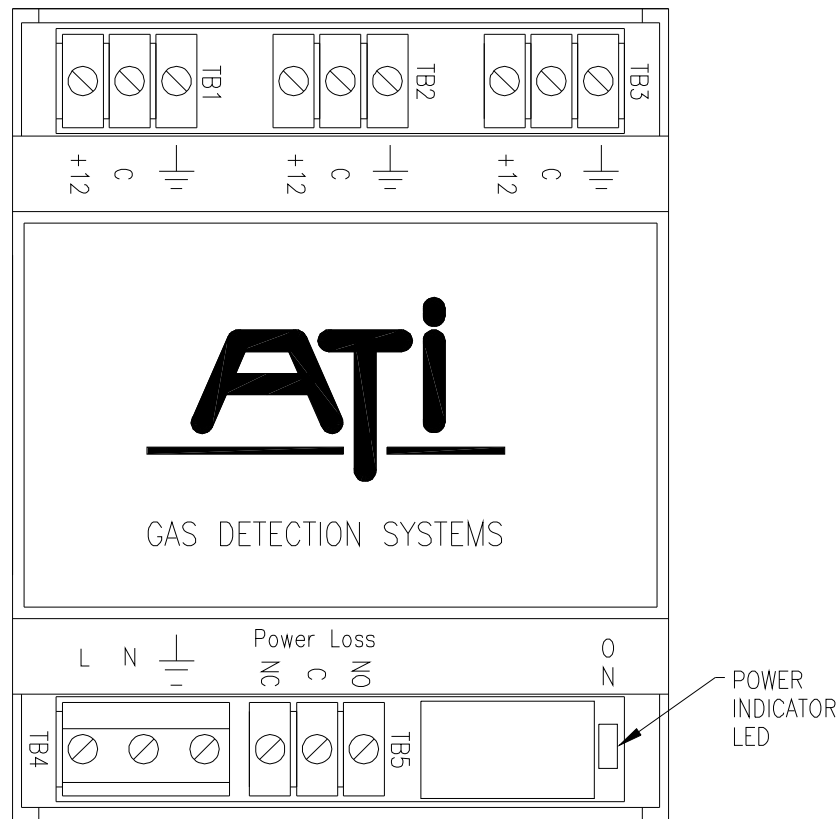 TB1 TB2 TB3
+12 C +12 C +12 C
ATi
GAS DETECTION SYSTEMS
L N Power Loss
NC C NO
ON
TB4 TB5
POWER
INDICATOR
LED